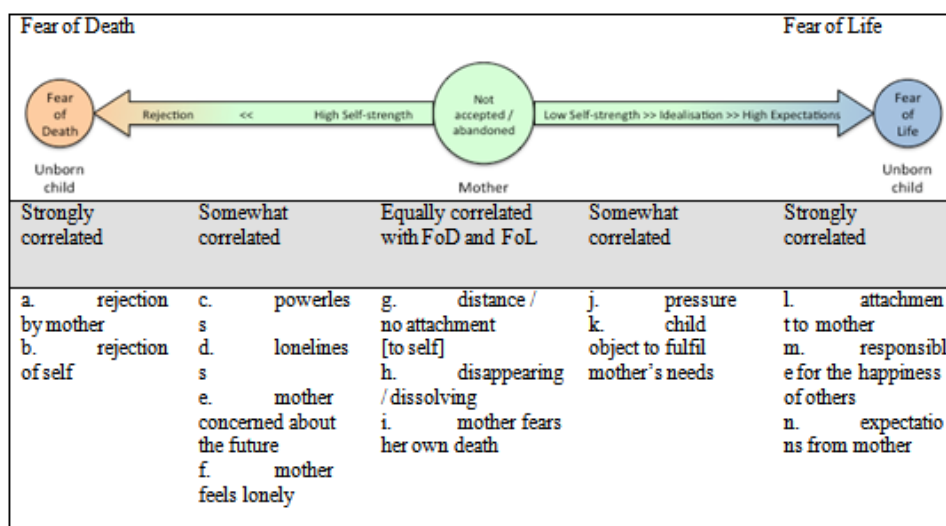 Fear of Death
Fear of Life
Fear
of
Death
Rejection << High Self-strength
Not
accepted /
abandoned
Low Self-strength >> Idealisation >> High Expectations
Fear
of
Life
Unborn
child
Mother
Unborn
child
Strongly
correlated
Somewhat
correlated
Equally correlated
with FoD and FoL
Somewhat
correlated
Strongly
correlated
a. rejection
by mother
b. rejection
of self
c. powerles
s
d. lonelines
s
e. mother
concerned about
the future
f. mother
feels lonely
g. distance /
no attachment
[to self]
h. disappearing
/ dissolving
i. mother fears
her own death
j. pressure
k. child
object to fulfil
mother's needs
l. attachmen
t to mother
m. responsibl
e for the happiness
of others
n. expectatio
ns from mother